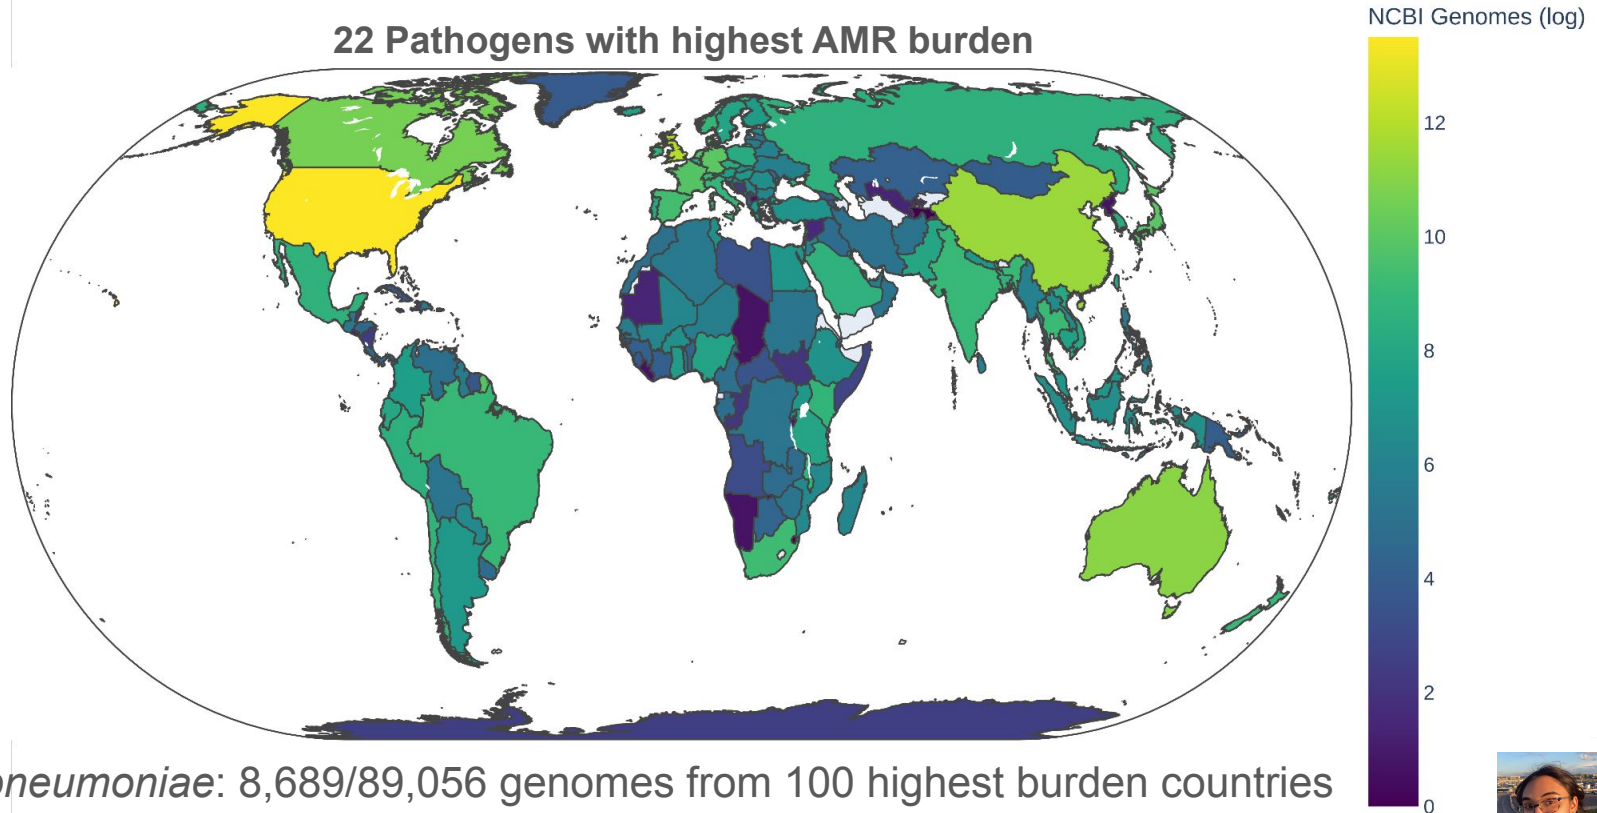 NCBI Genomes (log)
22 Pathogens with highest AMR burden
12
10
8
6
4
2
0
pneumoniae: 8,689/89,056 genomes from 100 highest burden countries